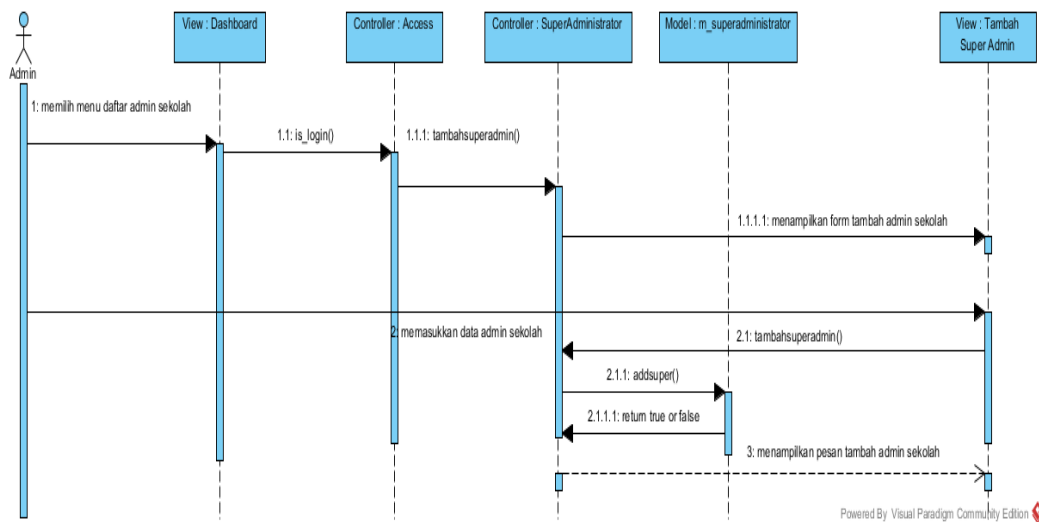 View : Dashboard
Controller : Access
Controller : SuperAdministrator
Model : m_superadministrator
View : Tambah
Super Admin
Admin
1: memilih menu daftar admin sekolah
1.1: is_login()
1.1.1: tambahsuperadmin()
1.1.1.1: menampilkan form tambah admin sekolah
2: memasukkan data admin sekolah
2.1: tambahsuperadmin()
2.1.1: addsuper()
2.1.1.1: return true or false
3: menampilkan pesan tambah admin sekolah
Powered By Visual Paradigm Community Edition